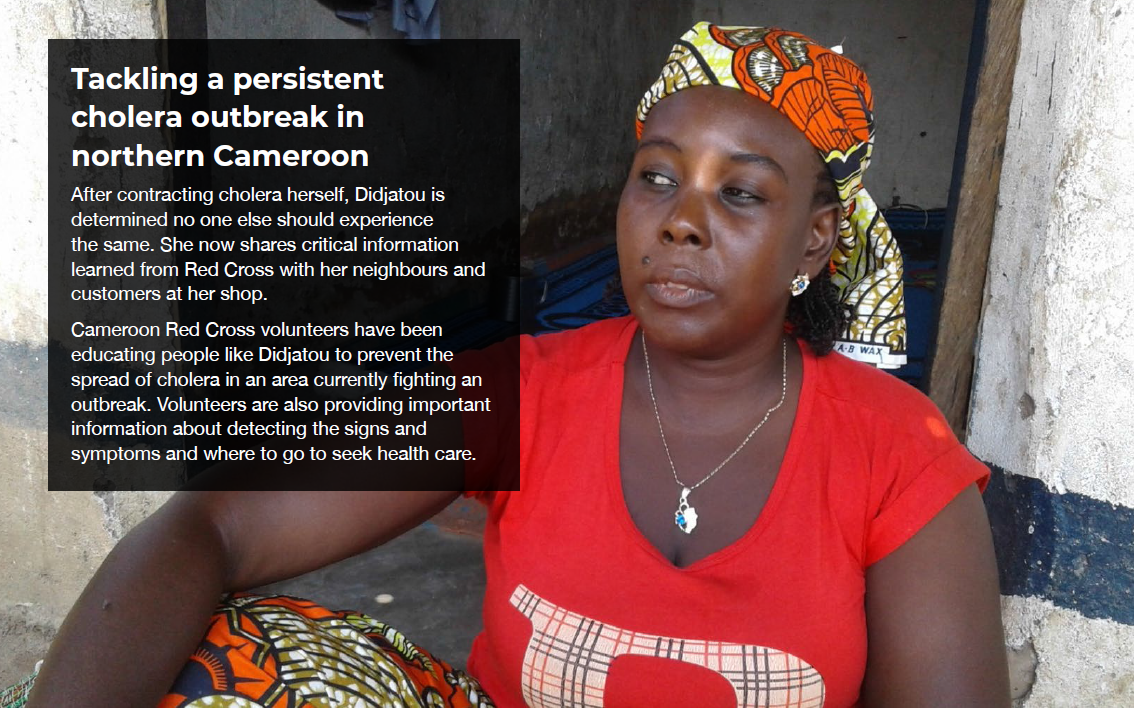 Tackling a persistent
cholera outbreak in
northern Cameroon
After contracting cholera herself, Didjatou is
determined no one else should experience
the same. She now shares critical information
learned from Red Cross with her neighbours and
customers at her shop.
Cameroon Red Cross volunteers have been
educating people like Didjatou to prevent the
spread of cholera in an area currently fighting an
outbreak. Volunteers are also providing important
information about detecting the signs and
symptoms and where to go to seek health care.
A-B WAX